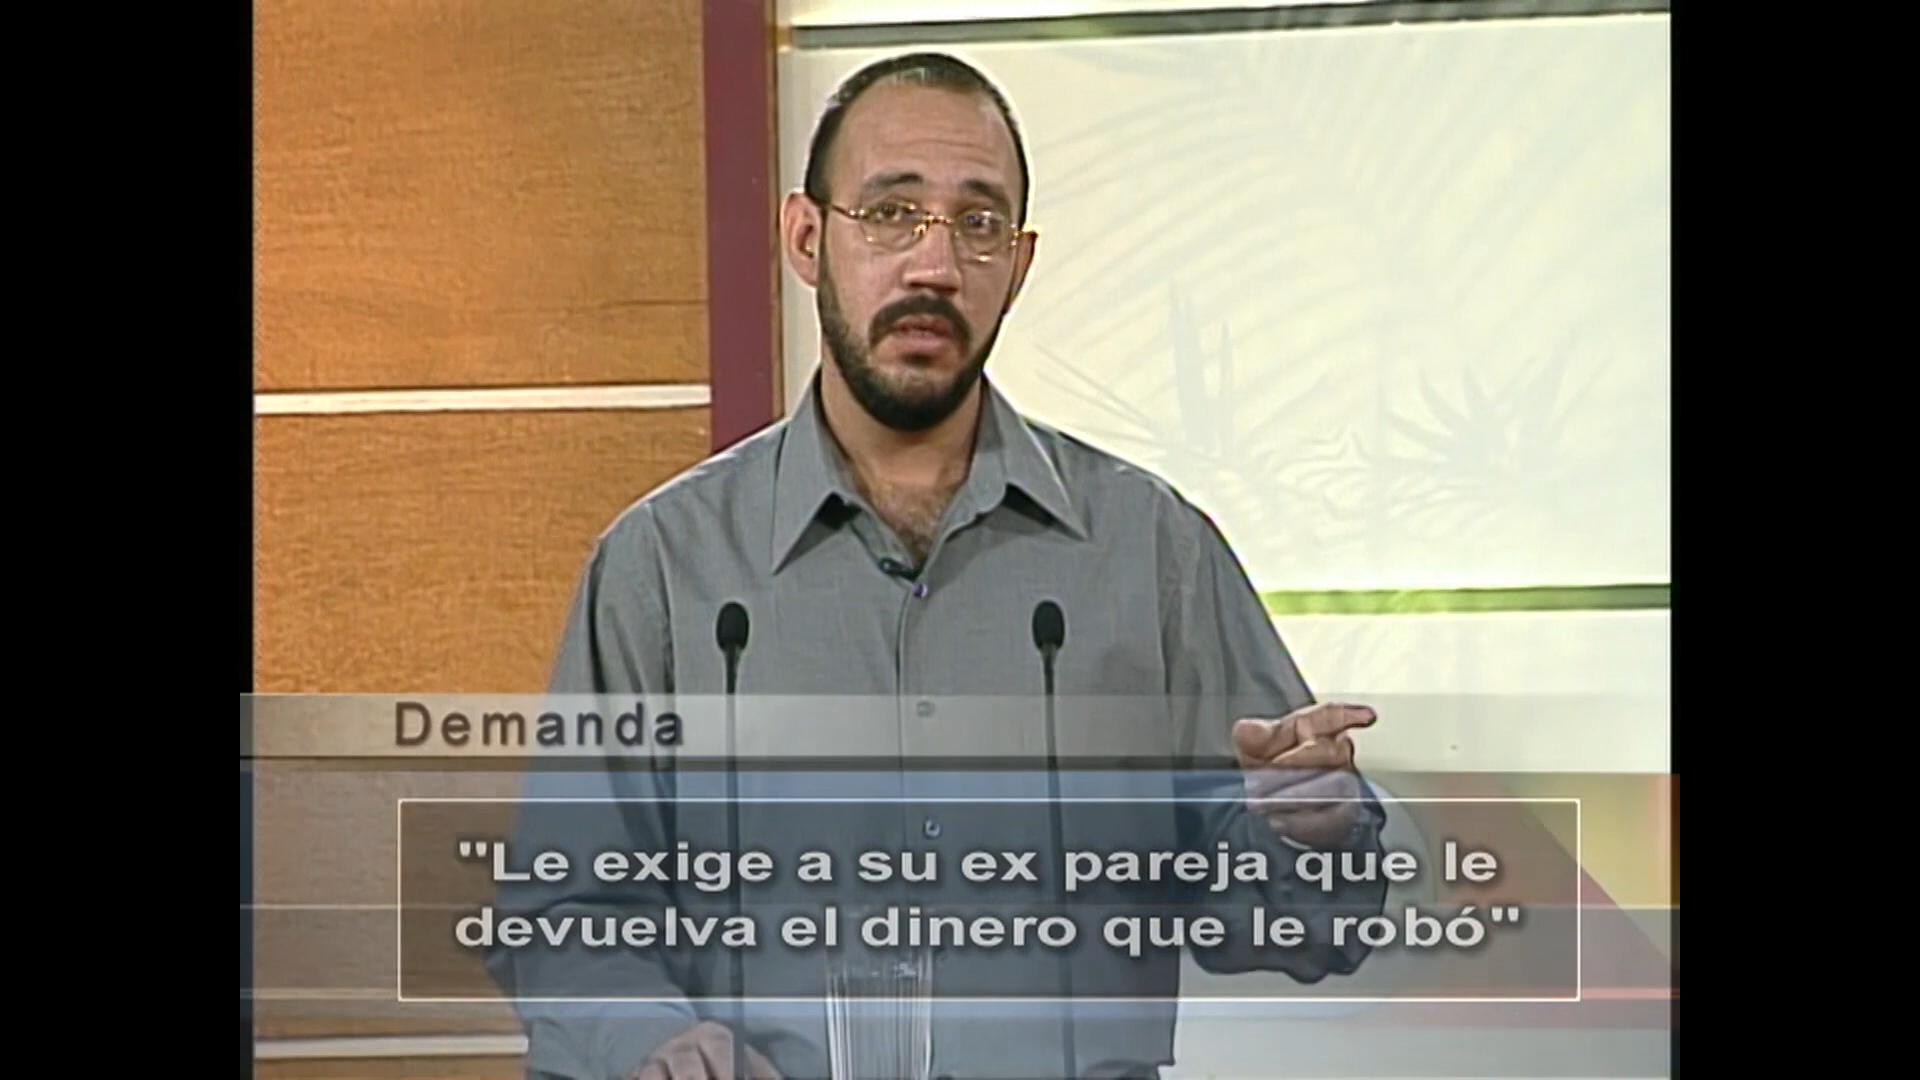 Demanda
"Le exige a su ex pareja que le
devuelva el dinero que le robó"